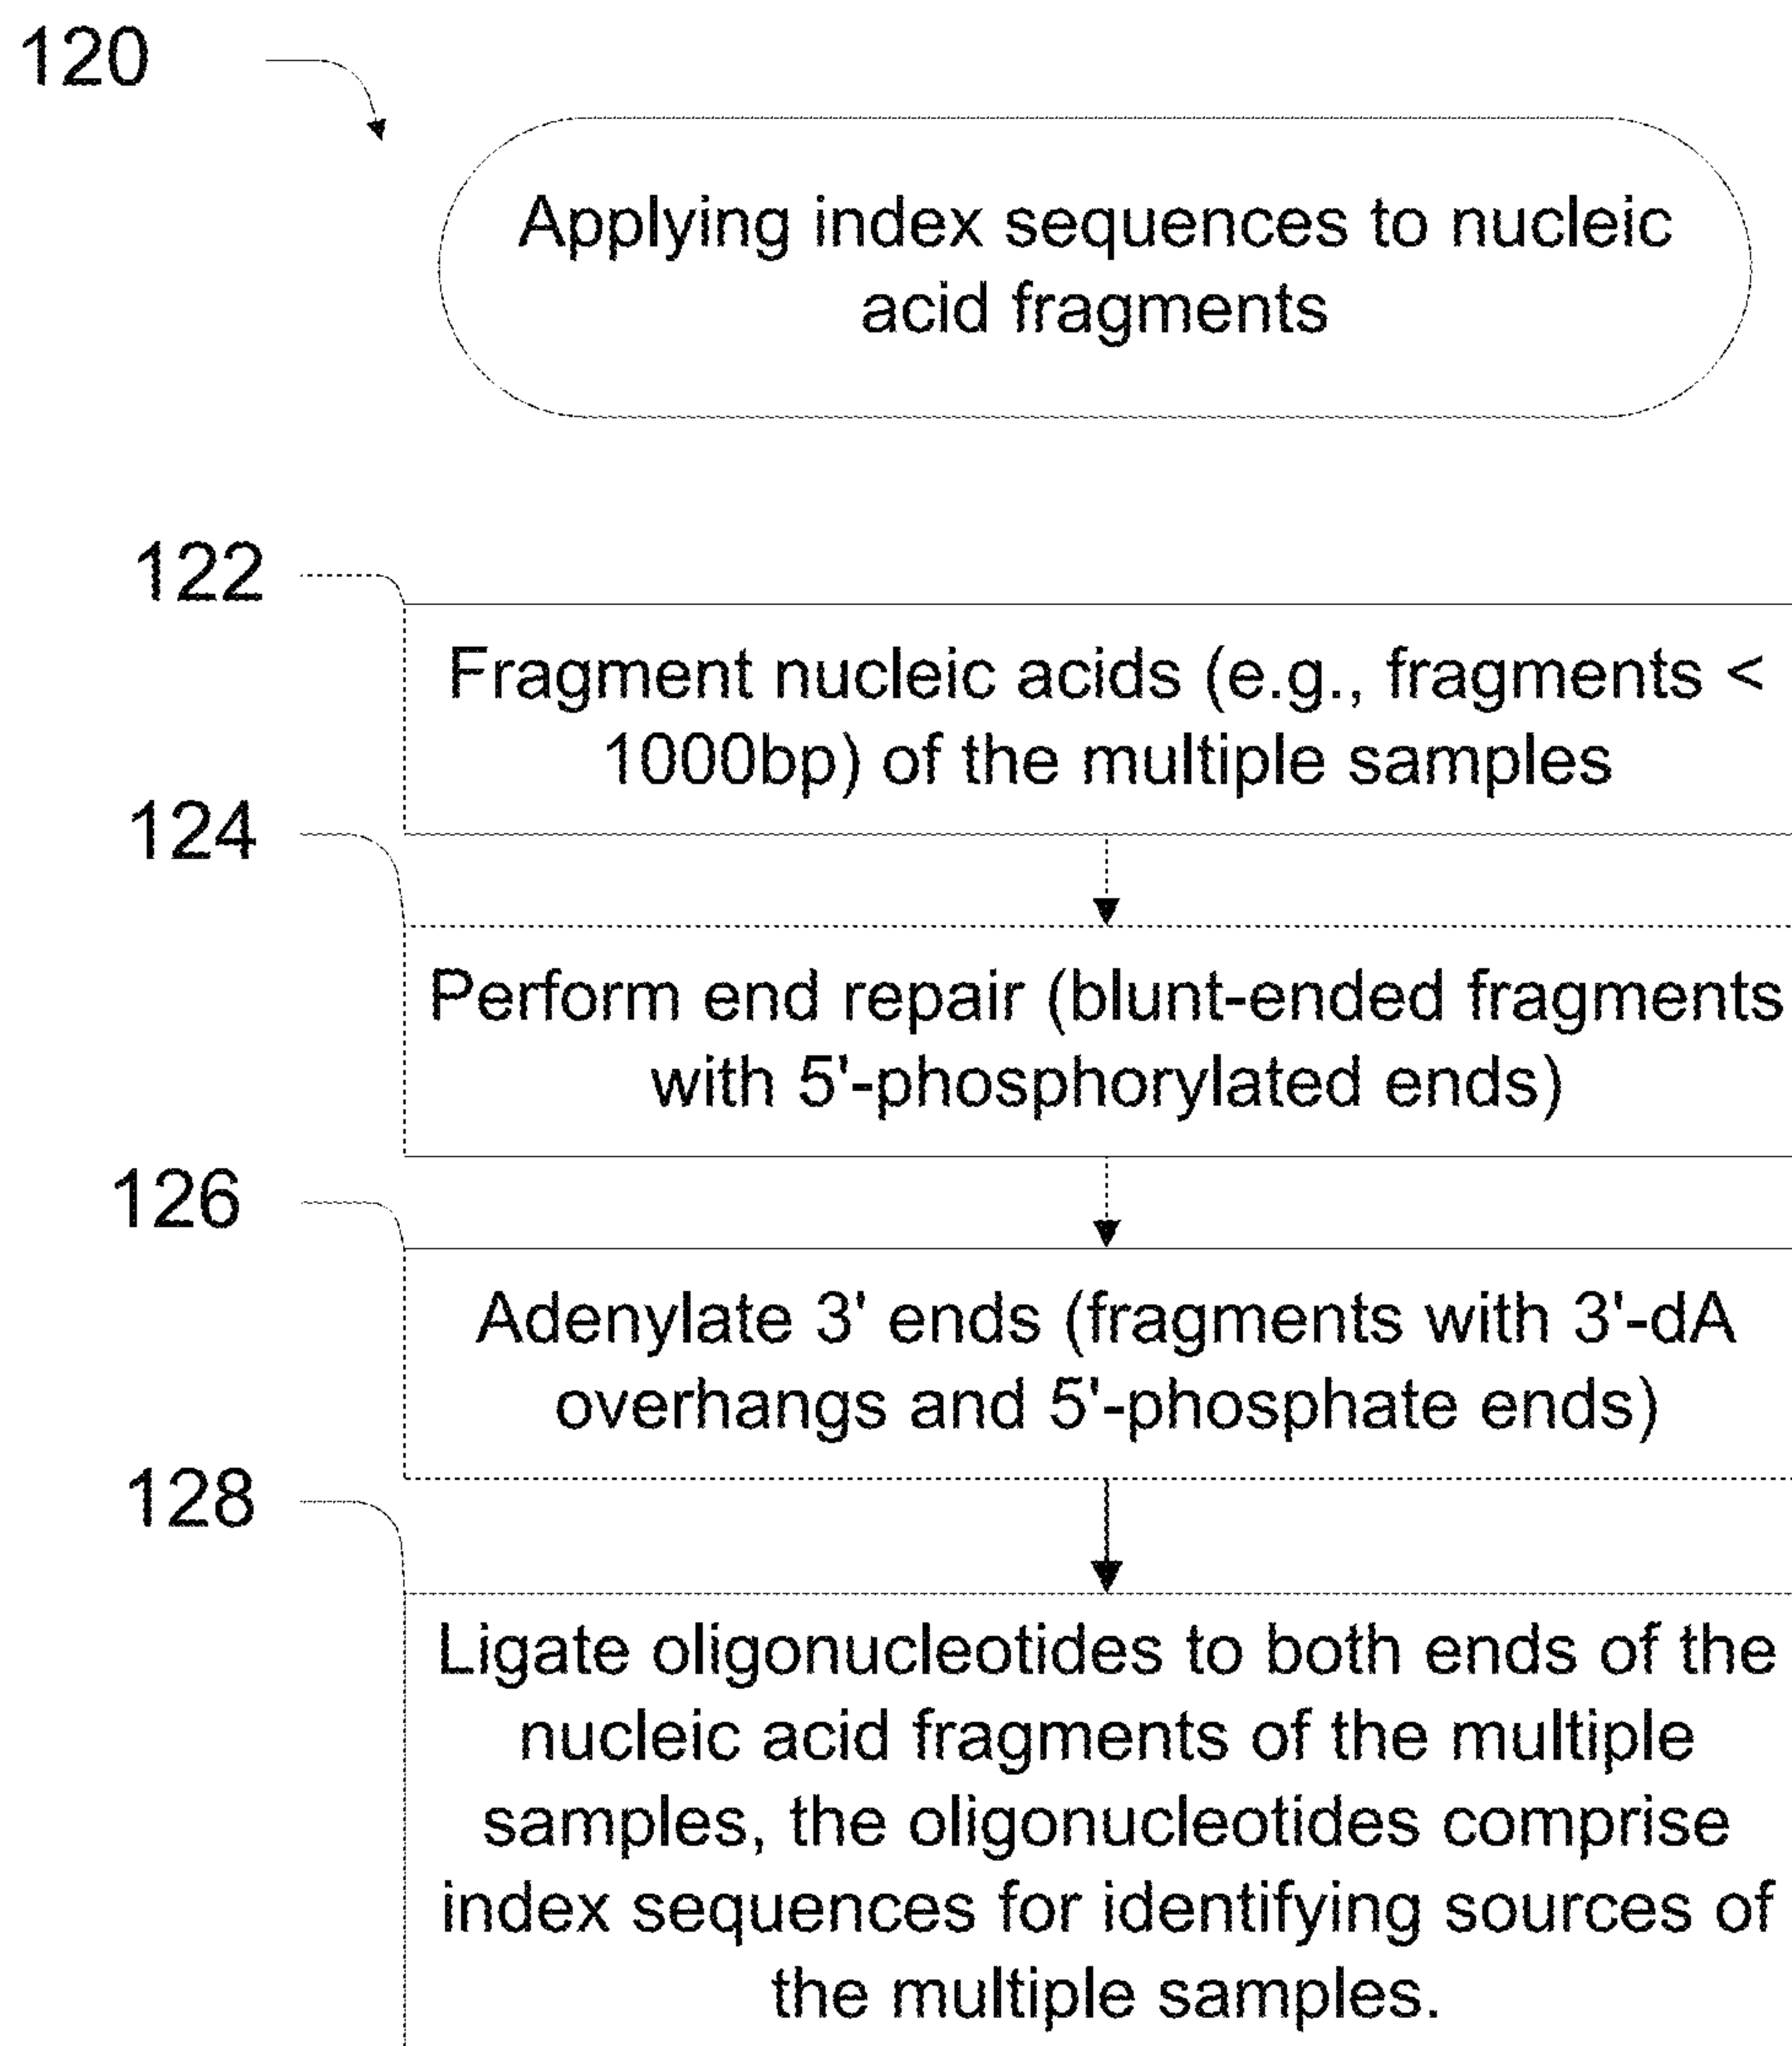 120
Applying index sequences to nucleic
acid fragments
122
Fragment nucleic acids (e.g., fragments <
1000bp) of the multiple samples
124
Perform end repair (blunt-ended fragments
with 5'-phosphorylated ends)
126
Adenylate 3' ends (fragments with 3'-dA
overhangs and 5'-phosphate ends)
128
Ligate oligonucleotides to both ends of the
nucleic acid fragments of the multiple
samples, the oligonucleotides comprise
index sequences for identifying sources of
the multiple samples.